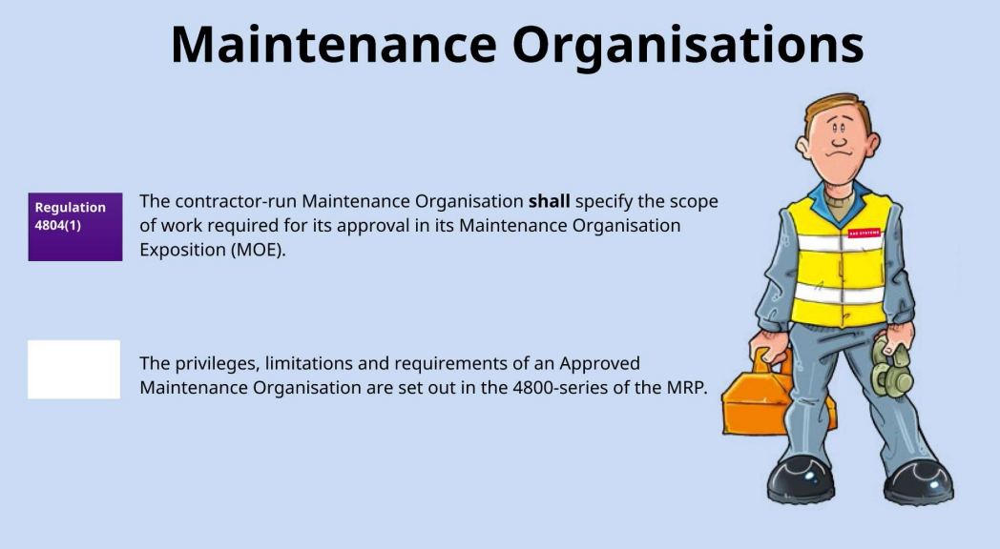 Maintenance Organisations
Regulation
4804(1)
The contractor-run Maintenance Organisation shall specify the scope
of work required for its approval in its Maintenance Organisation
Exposition (MOE).
BAE SYSTEMS
The privileges, limitations and requirements of an Approved
Maintenance Organisation are set out in the 4800-series of the MRP.